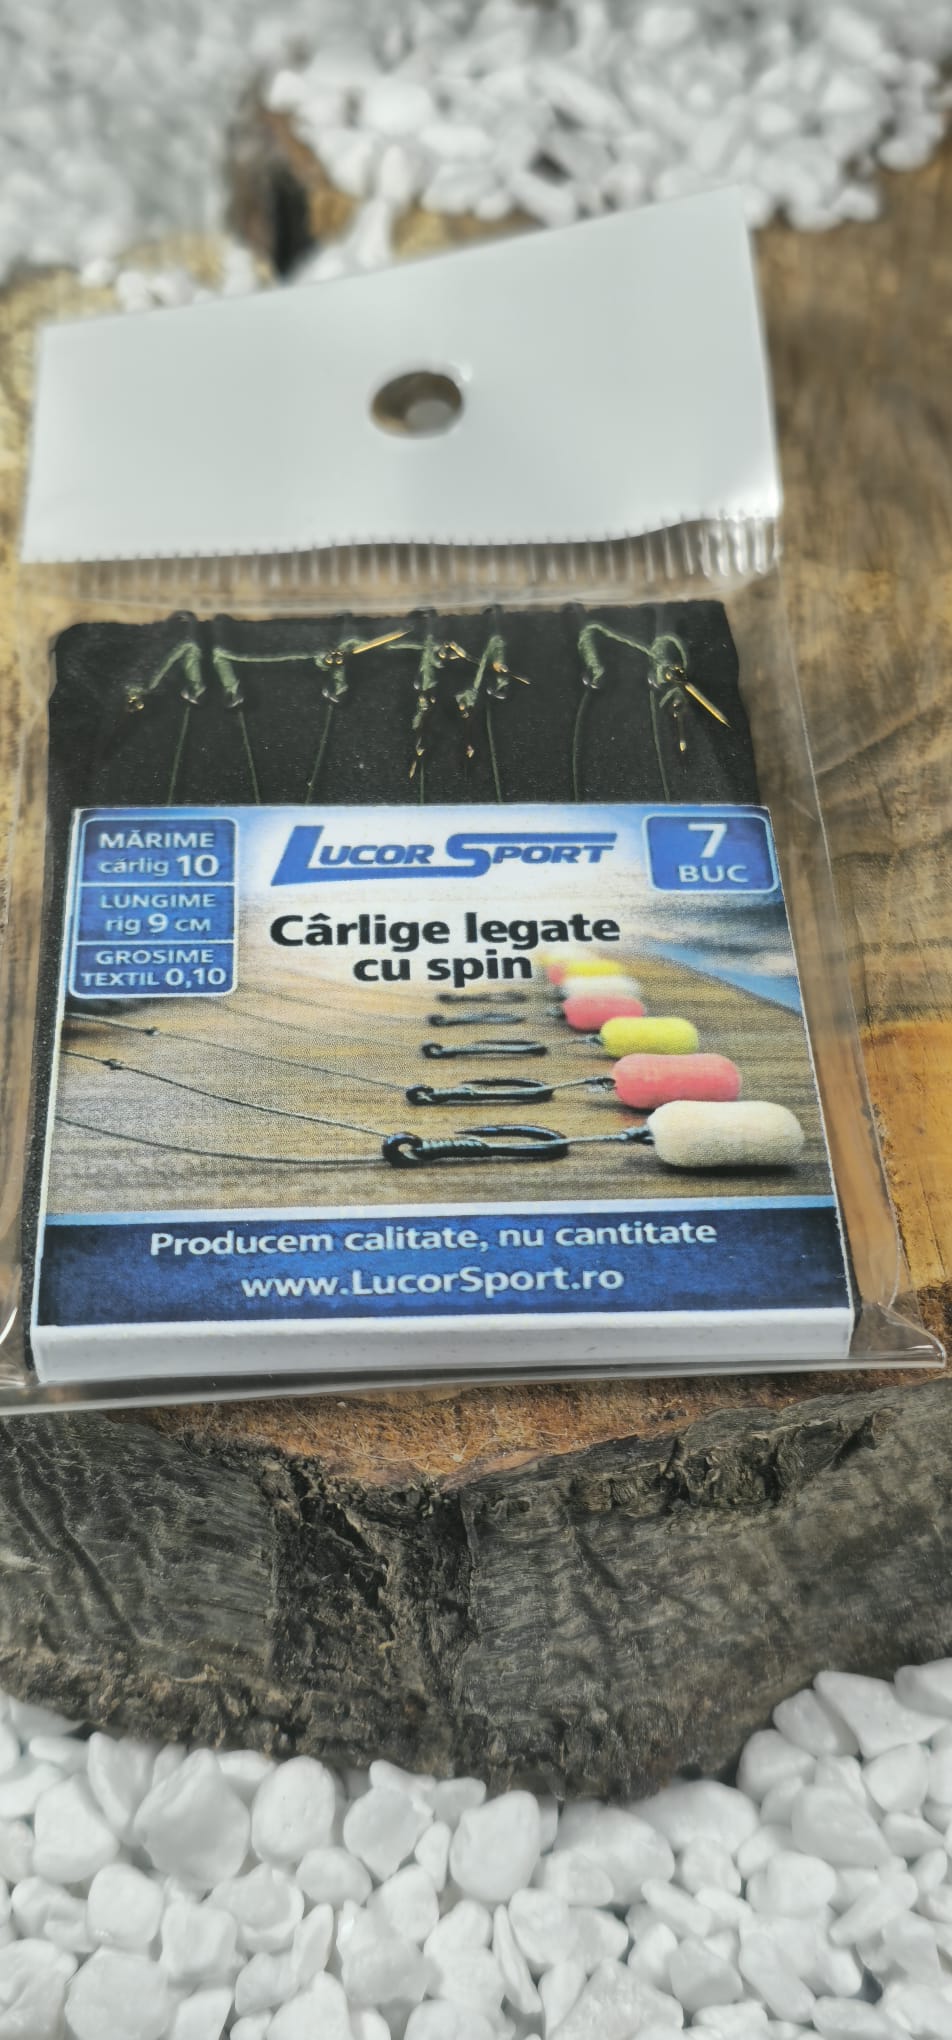 MĂRIME
cârlig 10
LUNGIME
rig 9 CM
GROSIME
TEXTIL 0,10
LUCOR SPORT
7
BUC
Cârlige legate
cu spin
Producem calitate, nu cantitate
www.LucorSport.ro